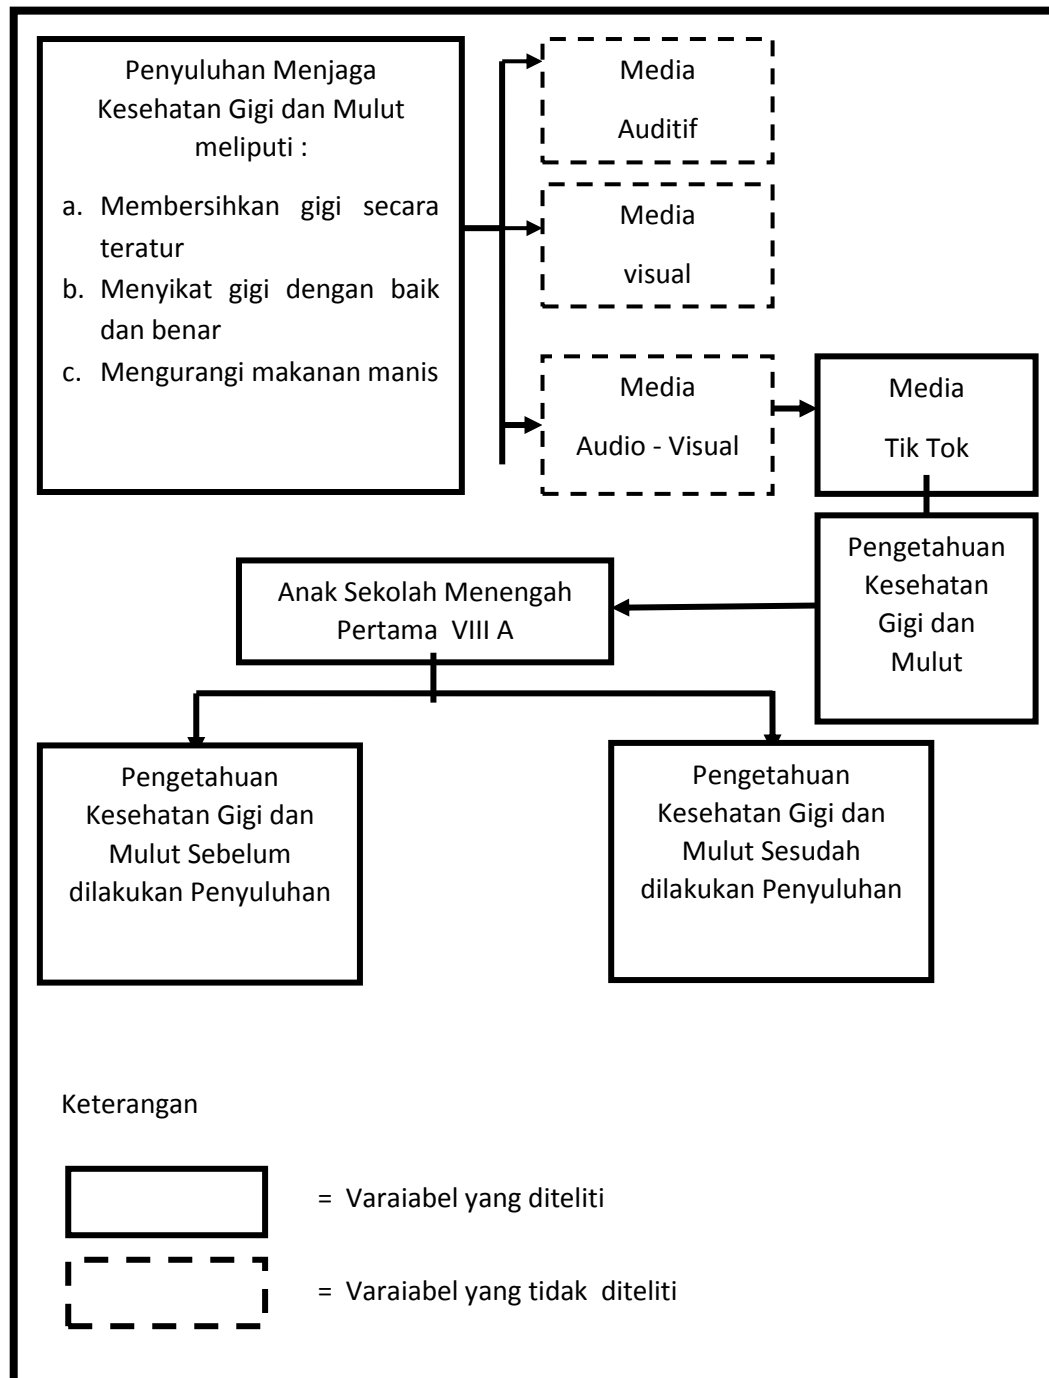 Penyuluhan Menjaga
Kesehatan Gigi dan Mulut
meliputi :
a. Membersihkan gigi secara
teratur
b. Menyikat gigi dengan baik
dan benar
c. Mengurangi makanan manis
Media
Auditif
Media
visual
Media
Audio - Visual
Media
Tik Tok
Pengetahuan
Kesehatan
Gigi dan
Mulut
Anak Sekolah Menengah
Pertama VIII A
Pengetahuan
Kesehatan Gigi dan
Mulut Sebelum
dilakukan Penyuluhan
Pengetahuan
Kesehatan Gigi dan
Mulut Sesudah
dilakukan Penyuluhan
Keterangan
= Varaiabel yang diteliti
= Varaiabel yang tidak diteliti